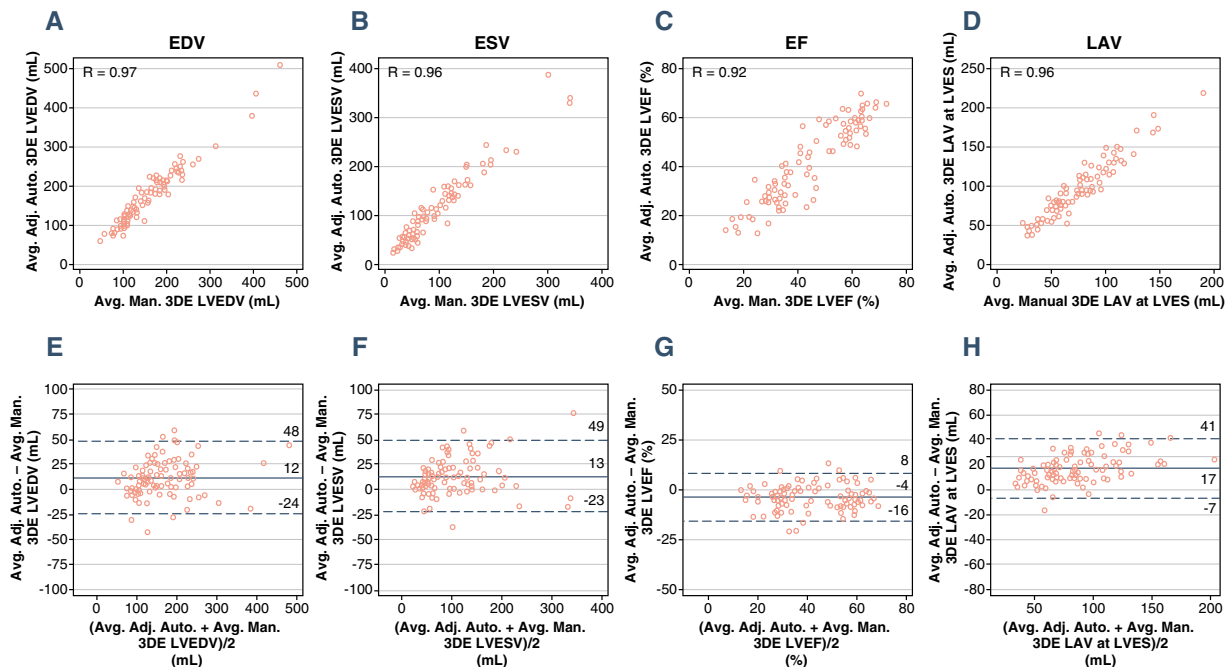 A
EDV
Avg. Adj. Auto. 3DE LVEDV (mL)
R = 0.97
500
400
300
200
100
0
0 100 200 300 400 500
Avg. Man. 3DE LVEDV (mL)
B
ESV
Avg. Adj. Auto. 3DE LVESV (mL)
R = 0.96
400
300
200
100
0
0 100 200 300 400
Avg. Man. 3DE LVESV (mL)
C
EF
Avg. Adj. Auto. 3DE LVEF (%)
R = 0.92
80
60
40
20
0
0 20 40 60 80
Avg. Man. 3DE LVEF (%)
D
LAV
Avg. Adj. Auto. 3DE LAV at LVES (mL)
R = 0.96
250
200
150
100
50
0
0 50 100 150 200
Avg. Manual 3DE LAV at LVES (mL)
E
Avg. Adj. Auto. – Avg. Man.
3DE LVEDV (mL)
100
75
50
25
0
-25
-50
-100
48
12
-24
0 100 200 300 400 500
(Avg. Adj. Auto. + Avg. Man.
3DE LVEDV)/2
(mL)
F
Avg. Adj. Auto. – Avg. Man.
3DE LVESV (mL)
100
75
50
25
0
-25
-50
-100
49
13
-23
0 100 200 300 400
(Avg. Adj. Auto. + Avg. Man.
3DE LVESV)/2
(mL)
G
Avg. Adj. Auto. – Avg. Man.
3DE LVEF (%)
50
25
0
-25
-50
8
-4
-16
0 20 40 60 80
(Avg. Adj. Auto. + Avg. Man.
3DE LVEF)/2
(%)
H
Avg. Adj. Auto. – Avg. Man.
3DE LAV at LVES (mL)
80
60
40
20
0
-20
-40
-60
-80
41
17
-7
50 100 150 200
(Avg. Adj. Auto. + Avg. Man.
3DE LAV at LVES)/2
(mL)